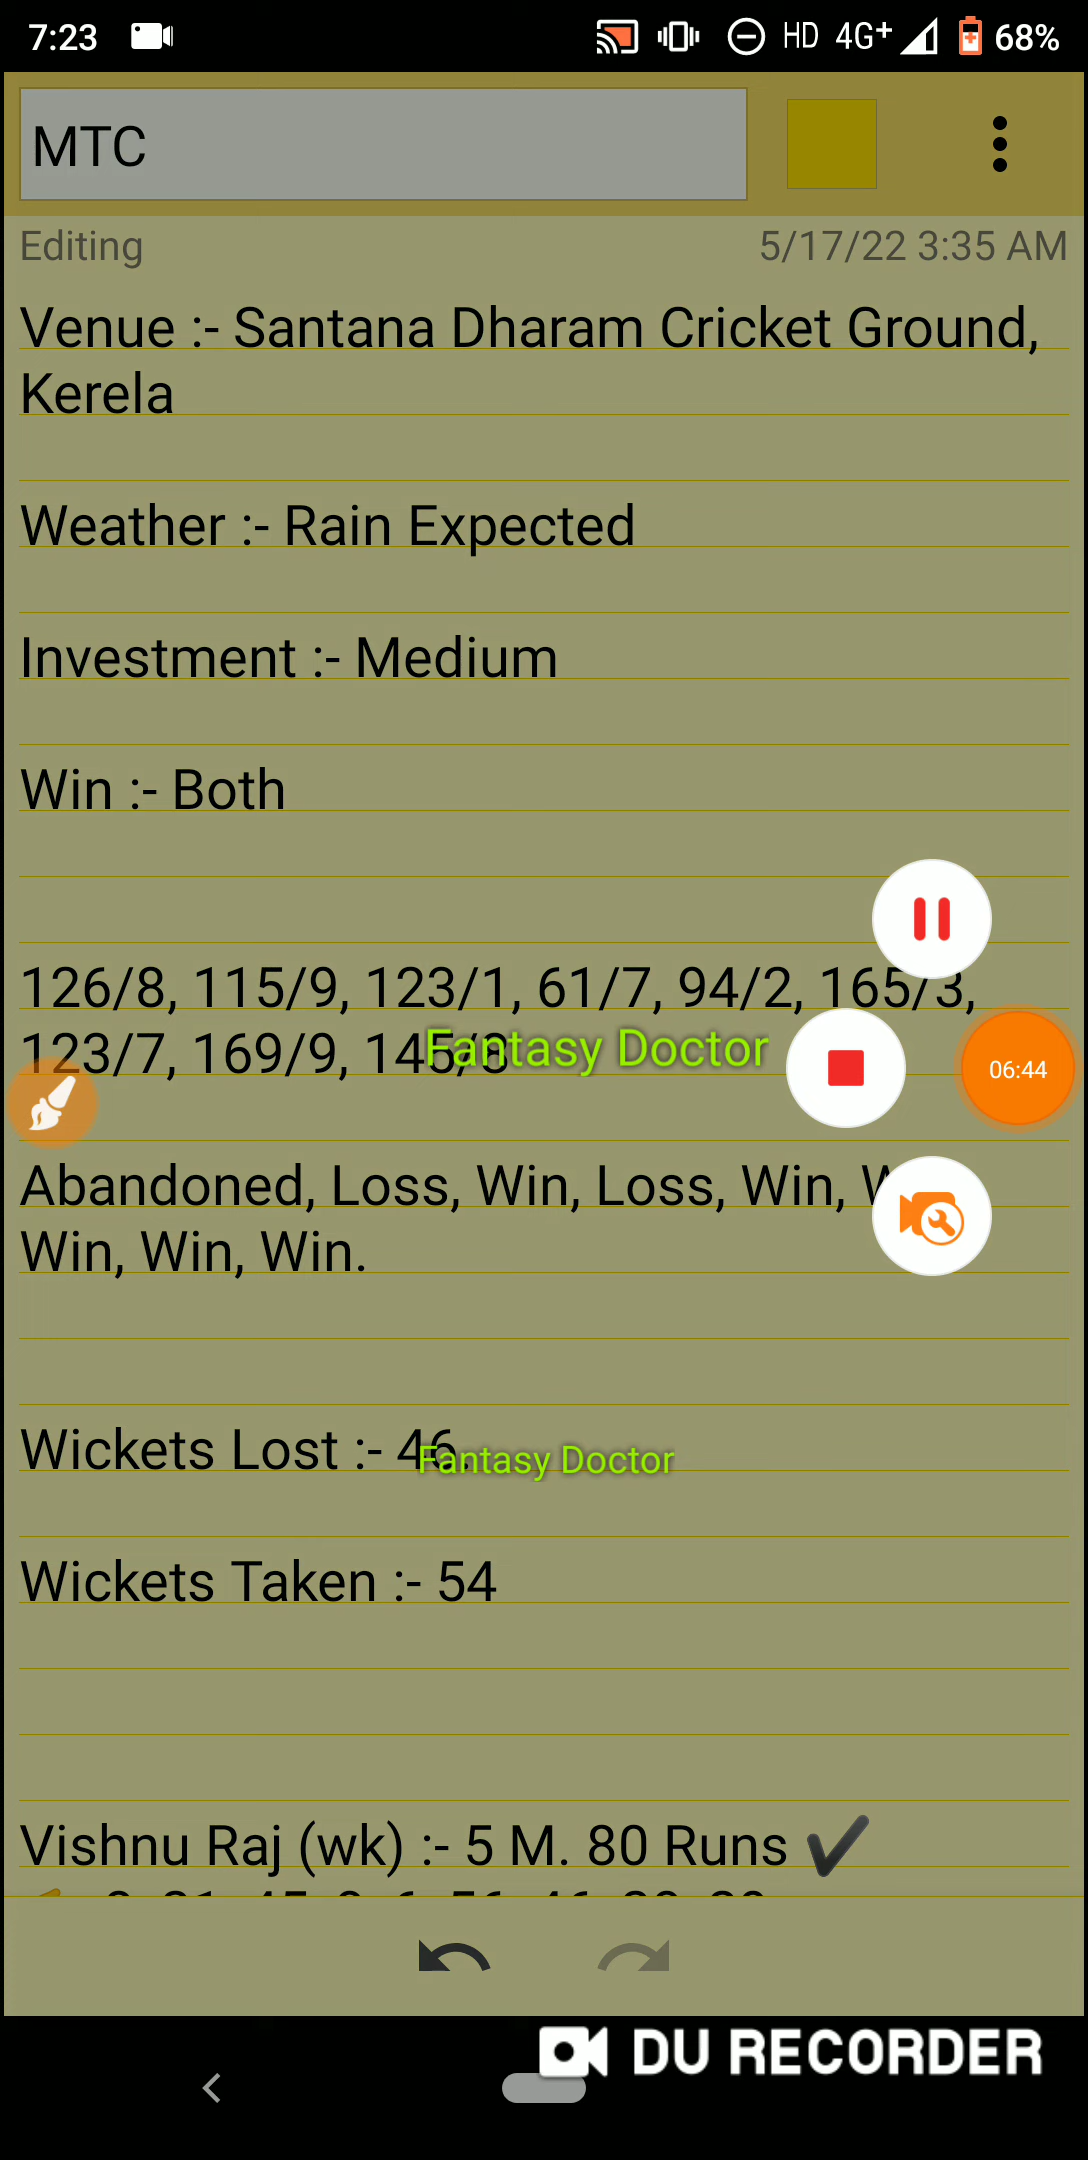 7:23 HD 4G+ 68%
MTC
Editing 5/17/22 3:35 AM
Venue :- Santana Dharam Cricket Ground,
Kerela
Weather :- Rain Expected
Investment :- Medium
Win :- Both
126/8, 115/9, 123/1, 61/7, 94/2, 165/3,
123/7, 169/9, 145/8
Fantasy Doctor
06:44
Abandoned, Loss, Win, Loss, Win,
Win, Win, Win.
Wickets Lost :- 46
Fantasy Doctor
Wickets Taken :- 54
Vishnu Raj (wk) :- 5 M. 80 Runs ✔
DU RECORDER